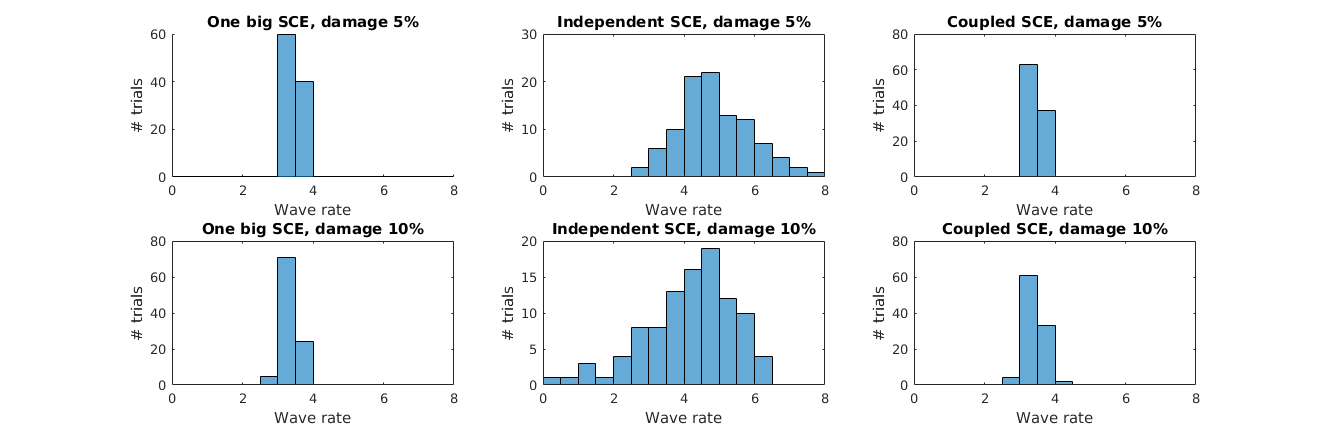 One big SCE, damage 5%
# trials
60
40
20
0
0 2 4 6 8
Wave rate
Independent SCE, damage 5%
# trials
30
20
10
0
0 2 4 6 8
Wave rate
Coupled SCE, damage 5%
# trials
80
60
40
20
0
0 2 4 6 8
Wave rate
One big SCE, damage 10%
# trials
80
60
40
20
0
0 2 4 6 8
Wave rate
Independent SCE, damage 10%
# trials
20
15
10
5
0
0 2 4 6 8
Wave rate
Coupled SCE, damage 10%
# trials
80
60
40
20
0
0 2 4 6 8
Wave rate